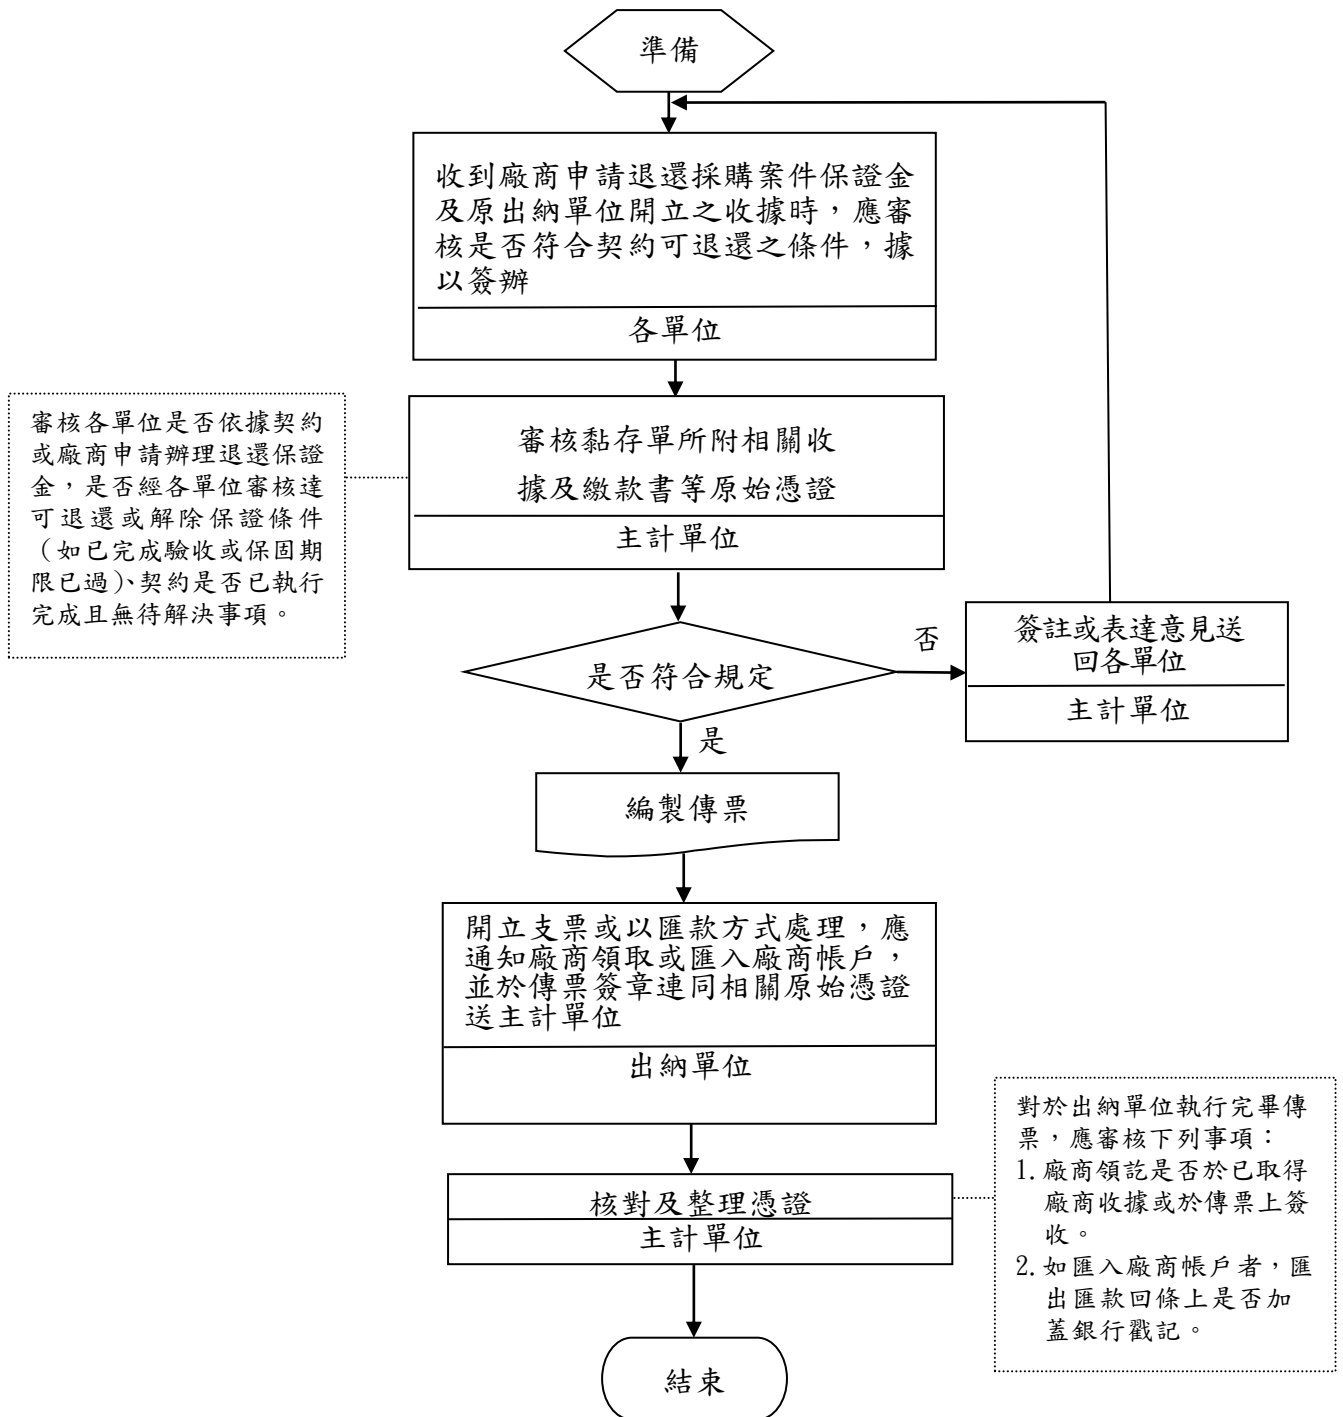 準備
收到廠商申請退還採購案件保證金
及原出納單位開立之收據時，應審
核是否符合契約可退還之條件，據
以簽辦
各單位
審核各單位是否依據契約
或廠商申請辦理退還保證
金，是否經各單位審核達
可退還或解除保證條件
（如已完成驗收或保固期
限已過）、契約是否已執行
完成且無待解決事項。
審核黏存單所附相關收
據及繳款書等原始憑證
主計單位
是否符合規定
否
簽註或表達意見送
回各單位
主計單位
是
編製傳票
開立支票或以匯款方式處理，應
通知廠商領取或匯入廠商帳戶，
並於傳票簽章連同相關原始憑證
送主計單位
出納單位
核對及整理憑證
主計單位
對於出納單位執行完畢傳
票，應審核下列事項：
1. 廠商領訖是否於已取得
廠商收據或於傳票上簽
收。
2. 如匯入廠商帳戶者，匯
出匯款回條上是否加
蓋銀行戳記。
結束